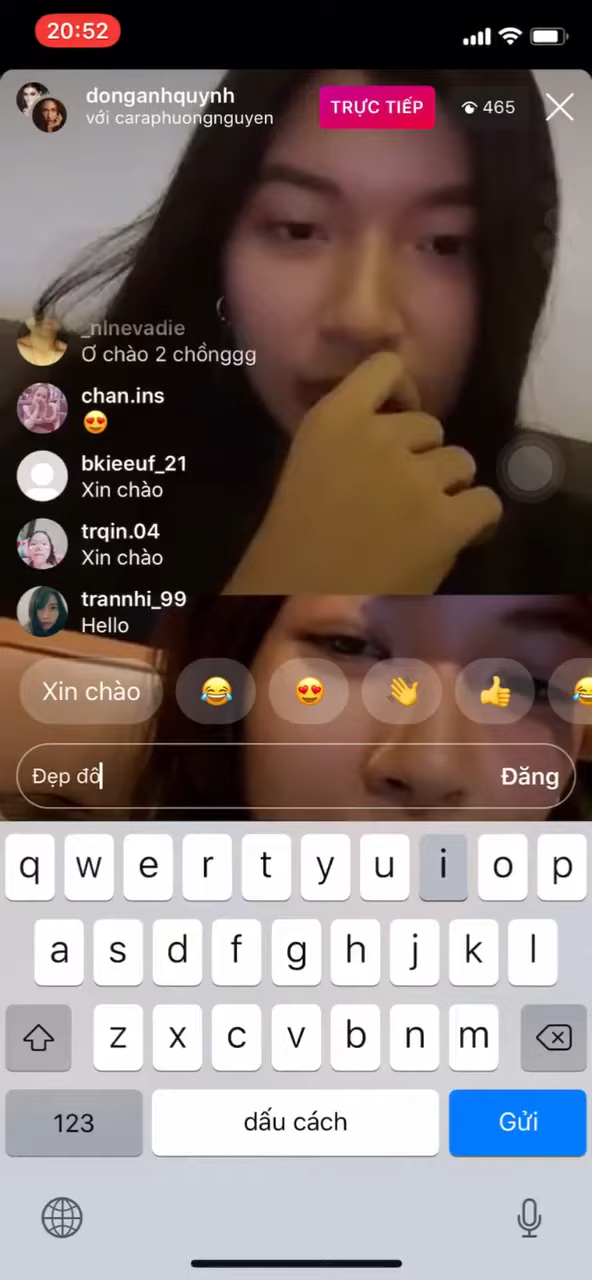 20:52
donganhquynh
với caraphuongnguyen
TRỰC TIẾP
465
_nlnevadie
Ơ chào 2 chồnggg
chan.ins
😍
bkieeuf_21
Xin chào
trqin.04
Xin chào
trannhi_99
Hello
Xin chào 😂 😍 👋 👍 😂
Đẹp đô
Đăng
q w e r t y u i o p
a s d f g h j k l
z x c v b n m
123 dấu cách Gửi